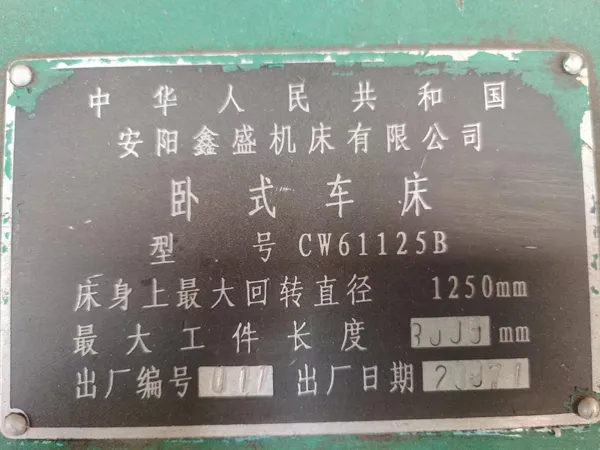 中华人民共和国
安阳鑫盛机床有限公司
卧式车床
型号 CW61125B
床身上最大回转直径 1250mm
最大工件长度 mm
出厂编号 出厂日期